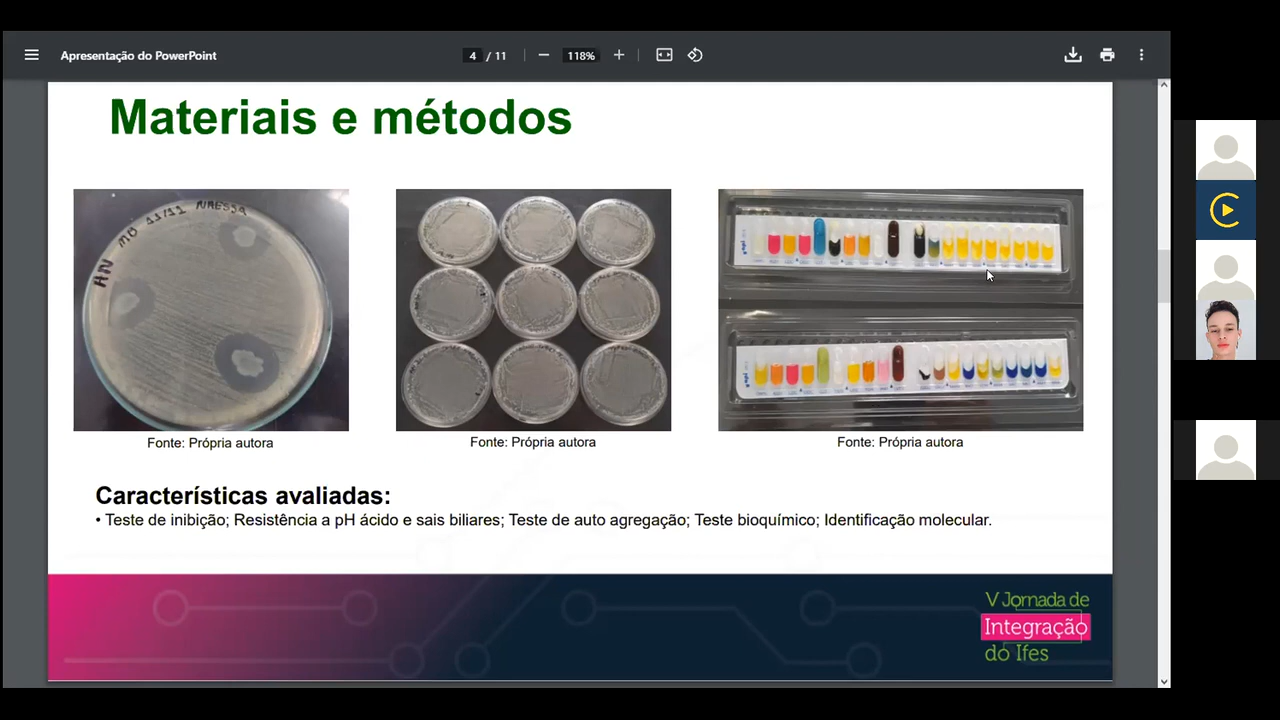 Apresentação do PowerPoint
4 / 11
118%
Materiais e métodos
Fonte: Própria autora
Fonte: Própria autora
Fonte: Própria autora
Características avaliadas:
• Teste de inibição; Resistência a pH ácido e sais biliares; Teste de auto agregação; Teste bioquímico; Identificação molecular.
V Jornada de
Integração
do Ifes